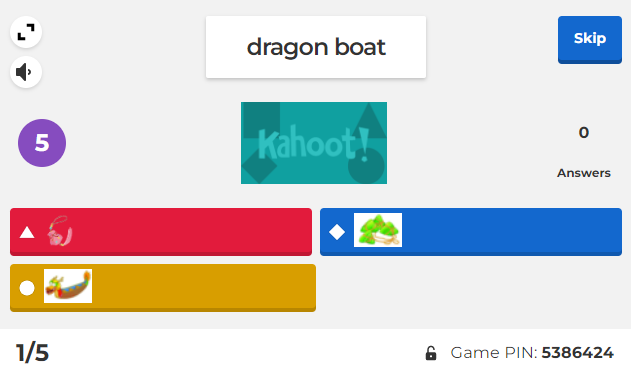 dragon boat
Skip
5
Kahoot!
0
Answers
1/5
Game PIN: 5386424